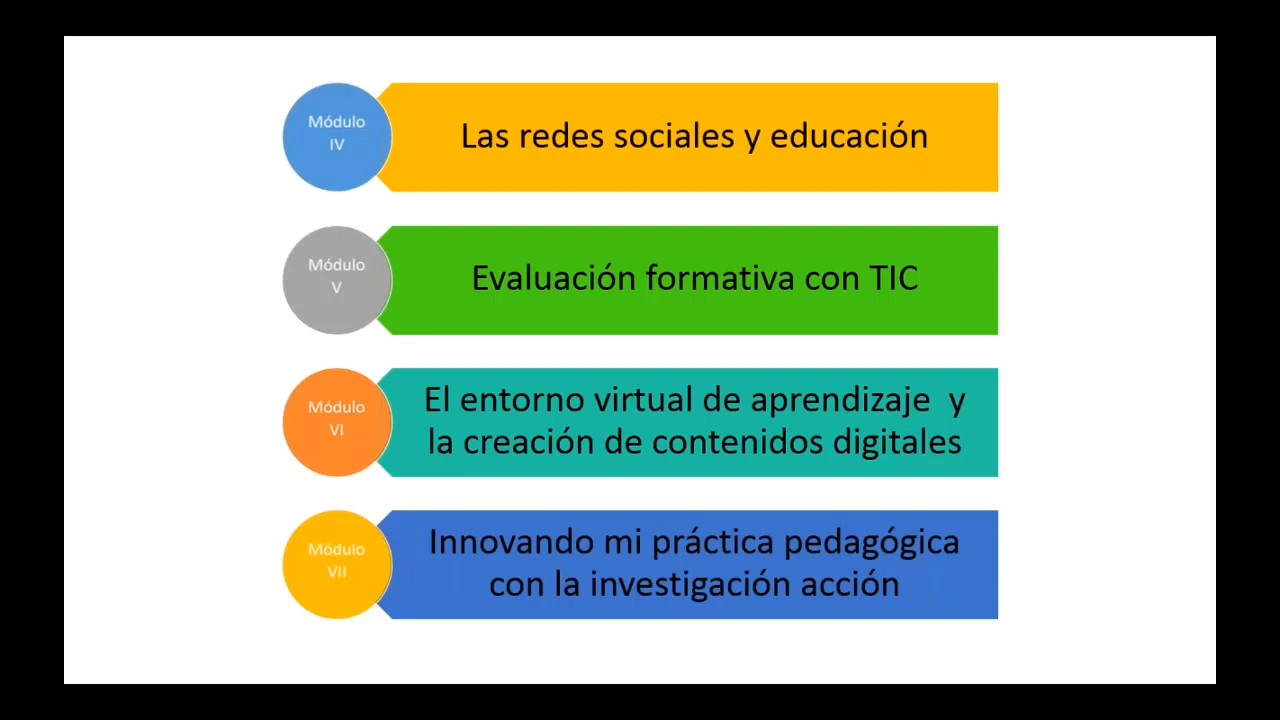 Módulo
IV
Las redes sociales y educación
Módulo
V
Evaluación formativa con TIC
Módulo
VI
El entorno virtual de aprendizaje y
la creación de contenidos digitales
Módulo
VII
Innovando mi práctica pedagógica
con la investigación acción